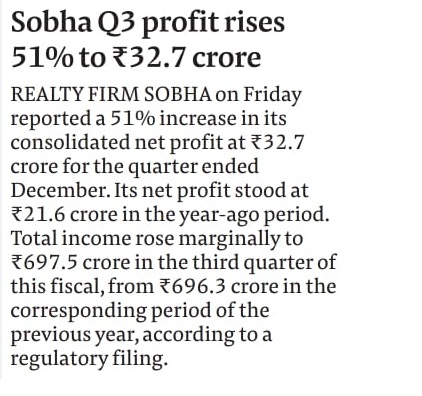 Sobha Q3 profit rises
51% to ₹32.7 crore
REALTY FIRM SOBHA on Friday
reported a 51% increase in its
consolidated net profit at ₹32.7
crore for the quarter ended
December. Its net profit stood at
₹21.6 crore in the year-ago period.
Total income rose marginally to
₹697.5 crore in the third quarter of
this fiscal, from ₹696.3 crore in the
corresponding period of the
previous year, according to a
regulatory filing.